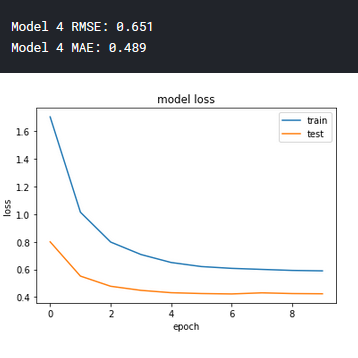 Model 4 RMSE: 0.651
Model 4 MAE: 0.489
model loss
train
test
1.6
1.4
1.2
1.0
0.8
0.6
0.4
loss
0 2 4 6 8
epoch